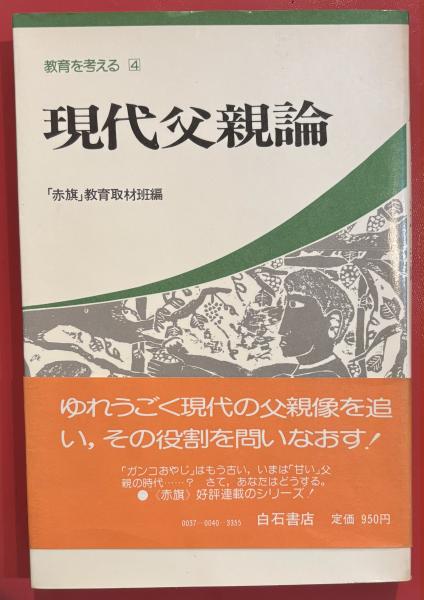 教育を考える 4
現代父親論
「赤旗」教育取材班編
ゆれうごく現代の父親像を追
い,その役割を問いなおす!
「ガンコおやじ」はもう古い,いまは「甘い」父
親の時代……? さて,あなたはどうする。
●〈赤旗〉好評連載のシリーズ!
0037-0040-3355 白石書店 定価 950円